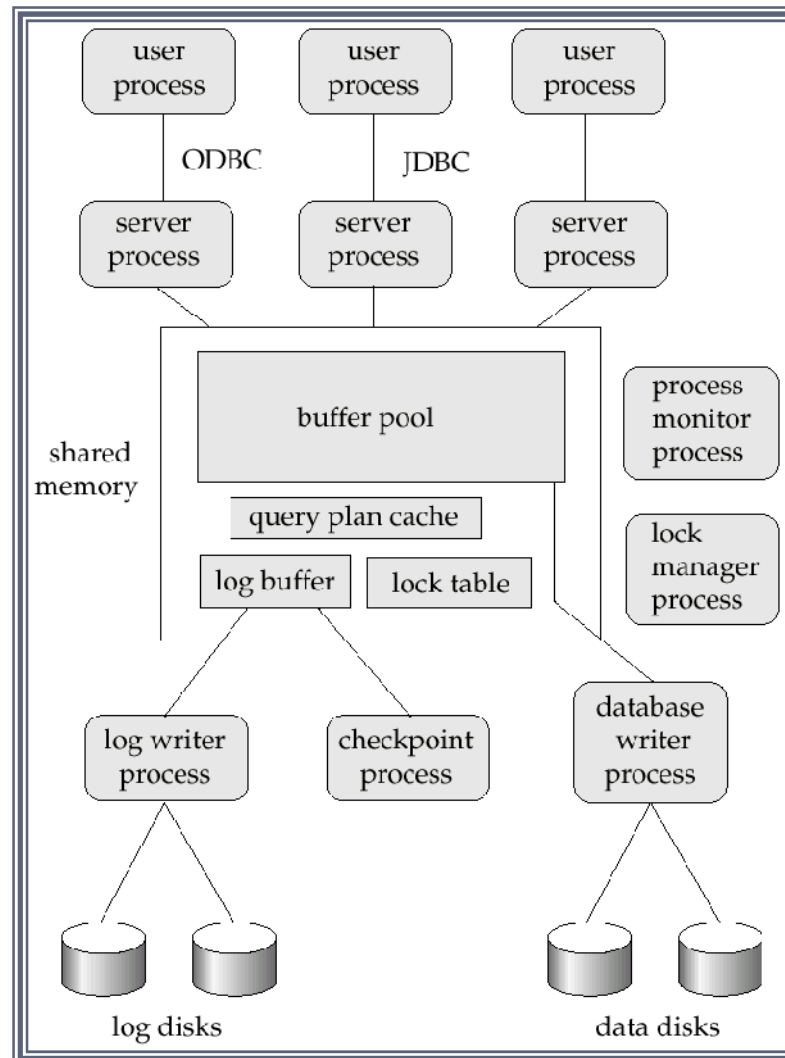 user
process
user
process
user
process
ODBC
JDBC
server
process
server
process
server
process
buffer pool
shared
memory
process
monitor
process
query plan cache
log buffer
lock table
lock
manager
process
log writer
process
checkpoint
process
database
writer
process
log disks
data disks